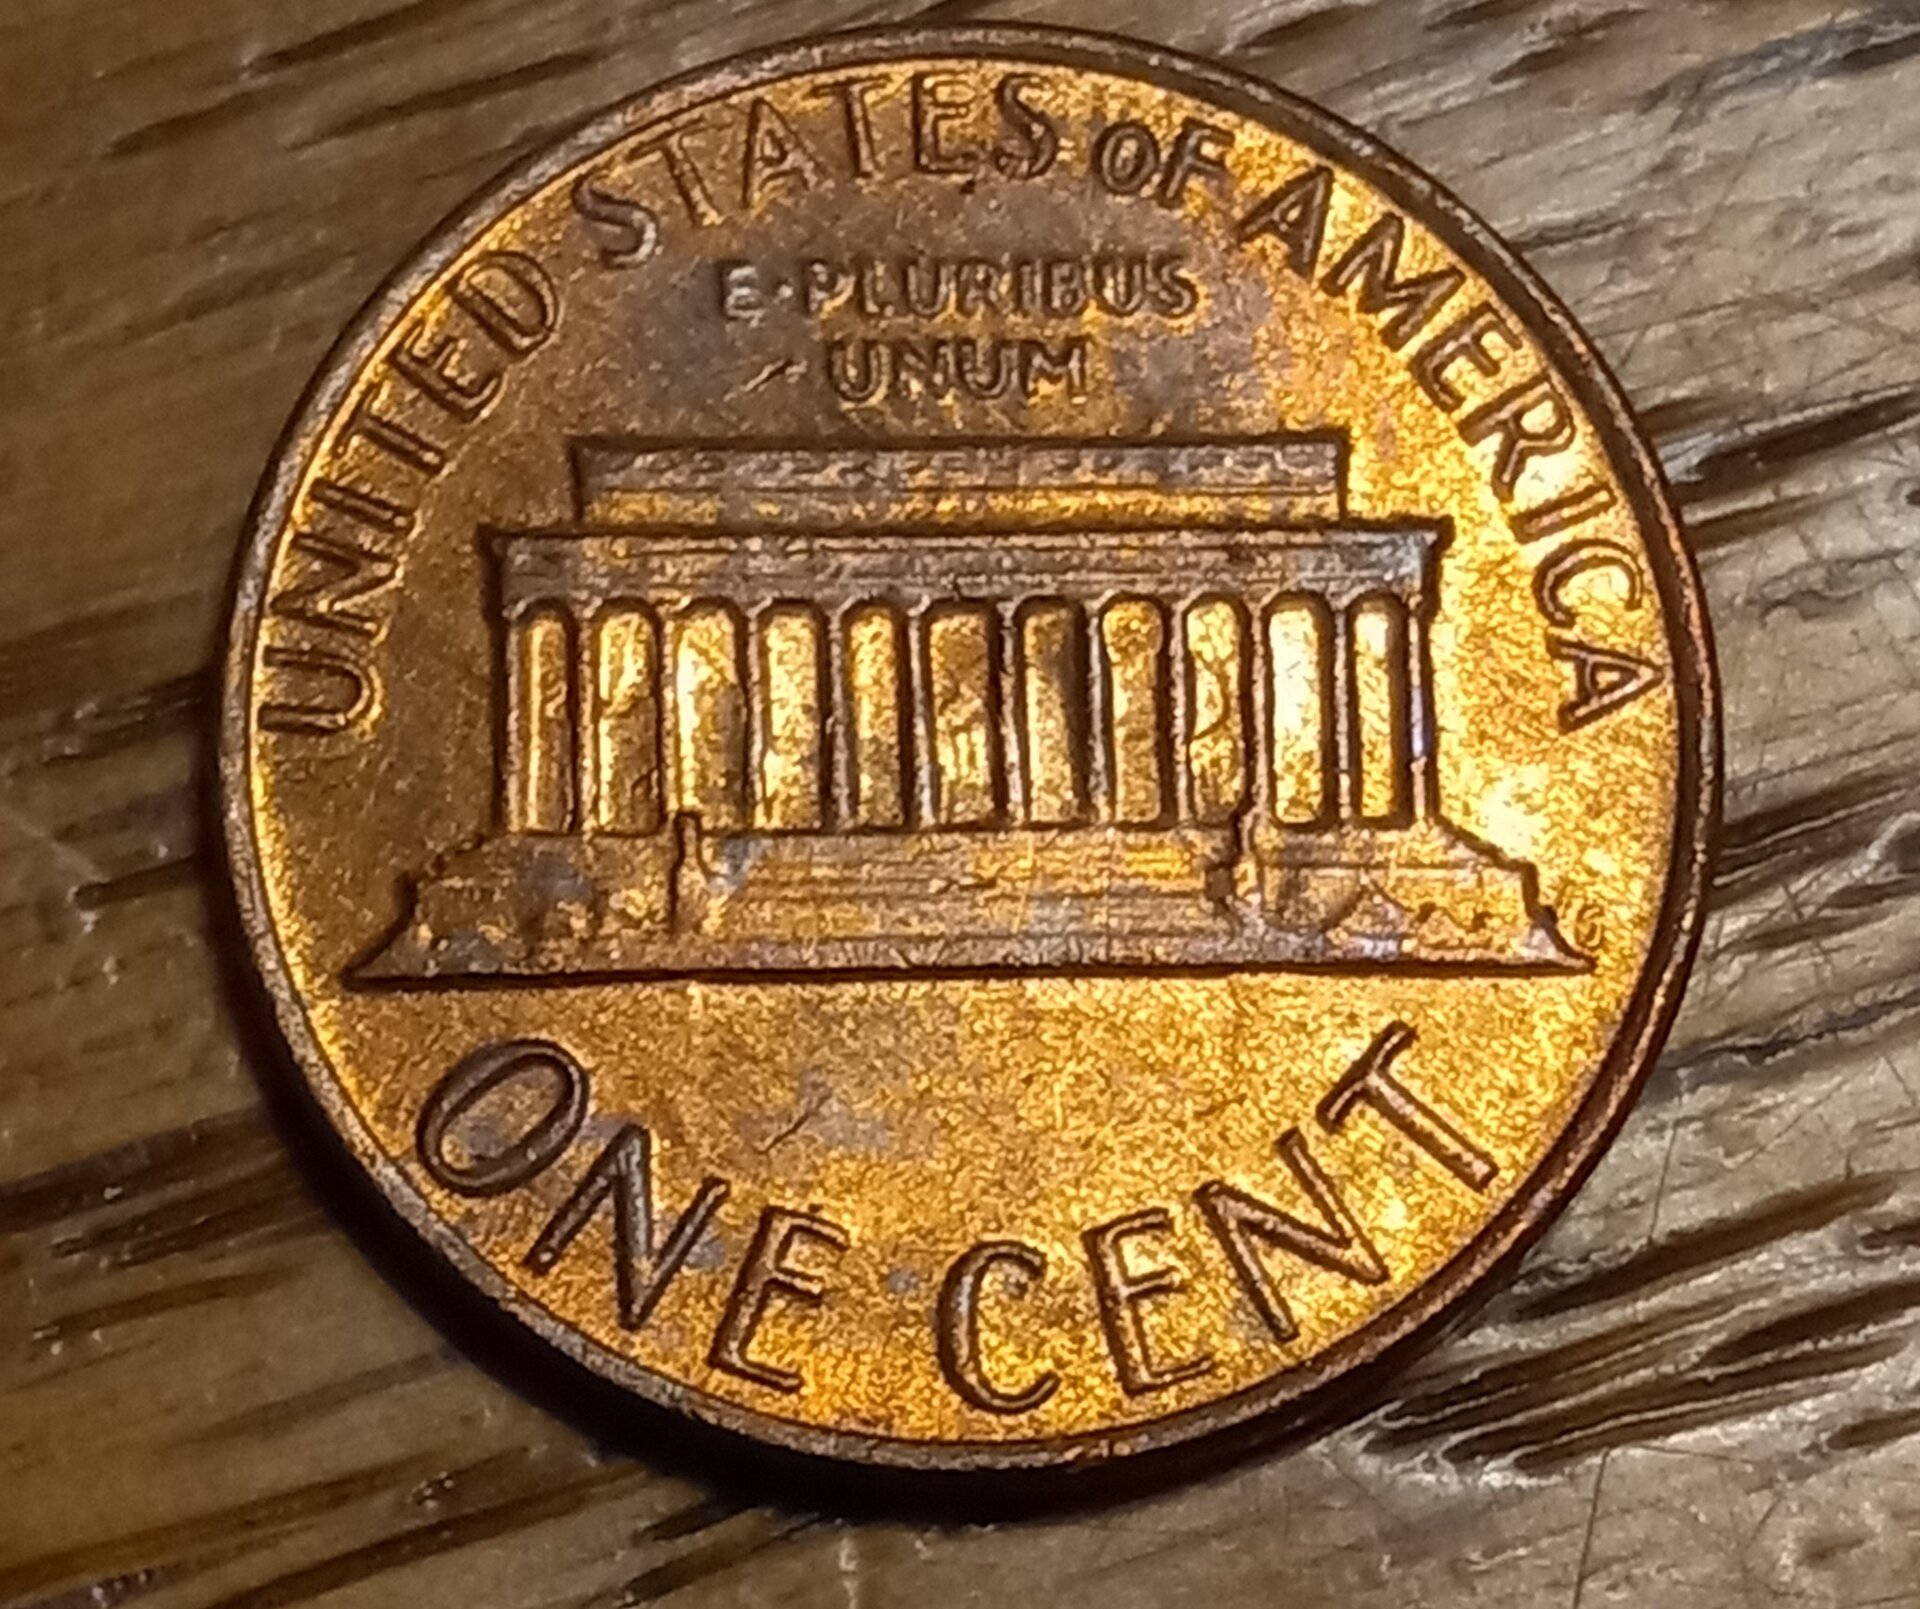 UNITED STATES OF AMERICA
E·PLURIBUS
UNUM
ONE CENT